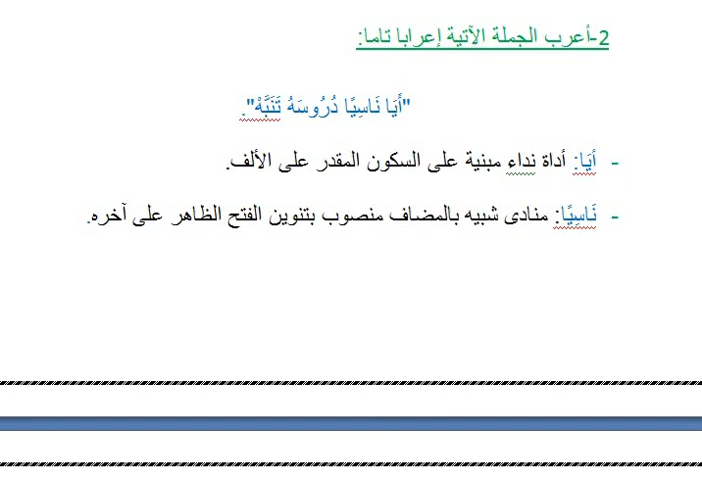 2-أعرب الجملة الآتية إعرابا تاما:
"أَيَا نَاسِيًا دُرُوسَهُ تَنَبَّهْ".
- أيَا: أداة نداء مبنية على السكون المقدر على الألف.
- نَاسِيًا: منادى شبيه بالمضاف منصوب بتنوين الفتح الظاهر على آخره.